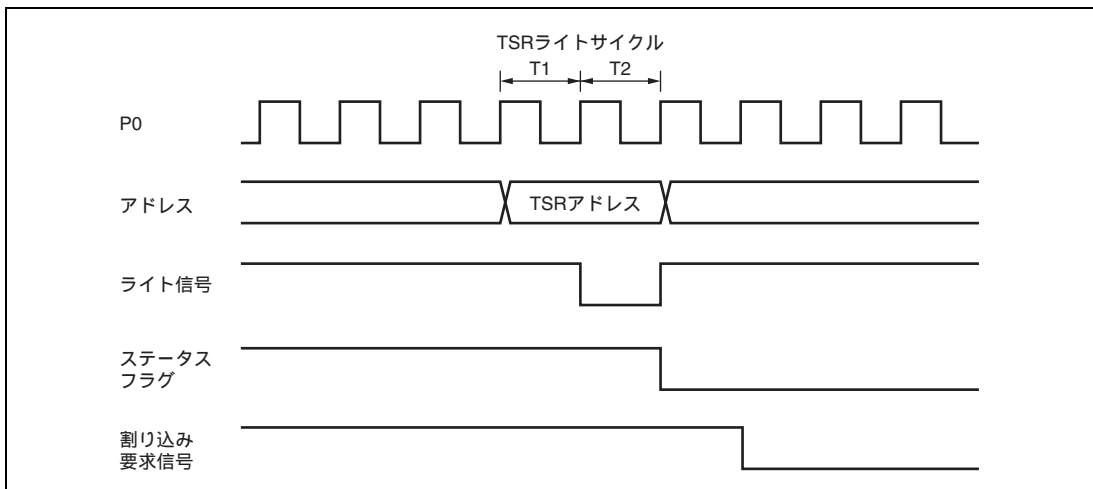 TSRライトサイクル
T1
T2
P0
アドレス
TSRアドレス
ライト信号
ステータス
フラグ
割り込み
要求信号